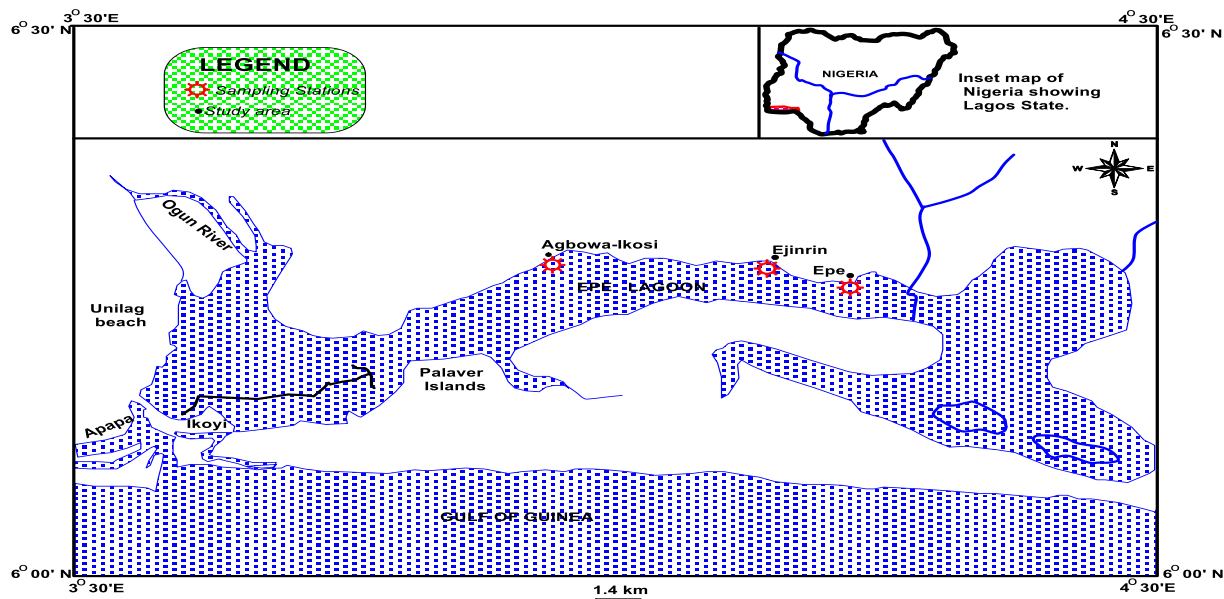 3° 30'E
4° 30'E
6° 30' N
6° 30' N
LEGEND
Sampling Stations
Study area
NIGERIA
Inset map of
Nigeria showing
Lagos State.
N
W
E
S
Ogun River
Agbowa-Ikosi
Ejinrin
Epe
EPE LAGOON
Unilag
beach
Palaver
Islands
Apapa
Ikoyi
GULF OF GUINEA
6° 00' N
6° 00' N
3° 30'E
1.4 km
4° 30'E